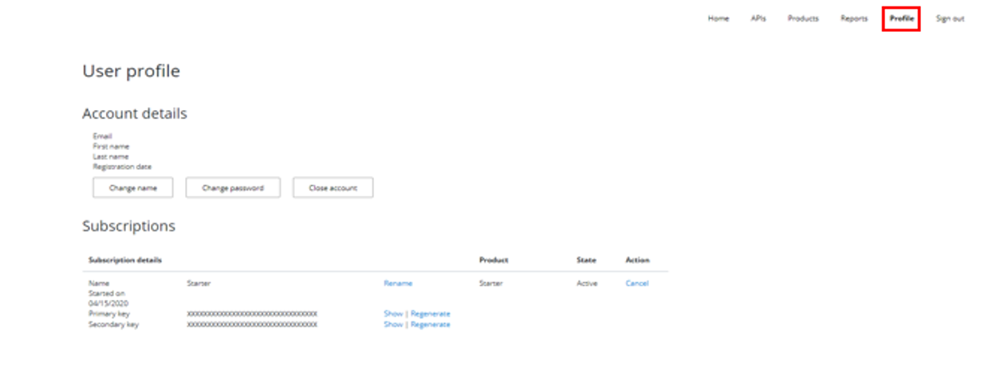 Home APIs Products Reports Profile Sign out
User profile
Account details
Email
First name
Last name
Registration date
Change name Change password Close account
Subscriptions
Subscription details Product State Action
Name Starter Rename Starter Active Cancel
Started on
04/15/2020
Primary key XXXXXXXXXXXXXXXXXXXXXXXXXXXXXXXX Show | Regenerate
Secondary key XXXXXXXXXXXXXXXXXXXXXXXXXXXXXXXX Show | Regenerate